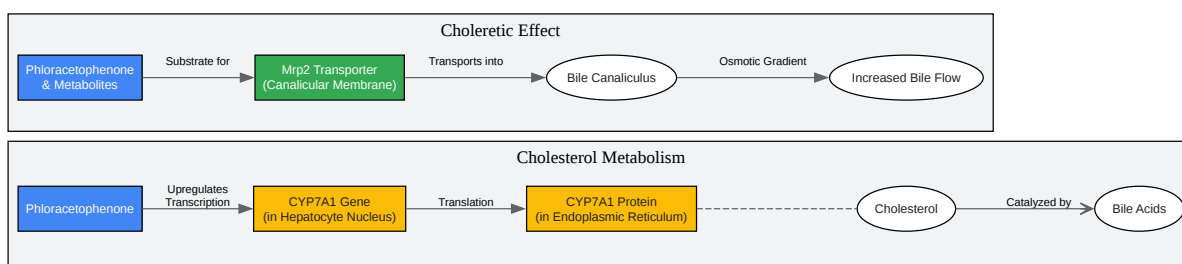 Choleretic Effect
Phloracetophenone
& Metabolites
Substrate for
Mrp2 Transporter
(Canalicular Membrane)
Transports into
Bile Canaliculus
Osmotic Gradient
Increased Bile Flow
Cholesterol Metabolism
Phloracetophenone
Upregulates
Transcription
CYP7A1 Gene
(in Hepatocyte Nucleus)
Translation
CYP7A1 Protein
(in Endoplasmic Reticulum)
Cholesterol
Catalyzed by
Bile Acids